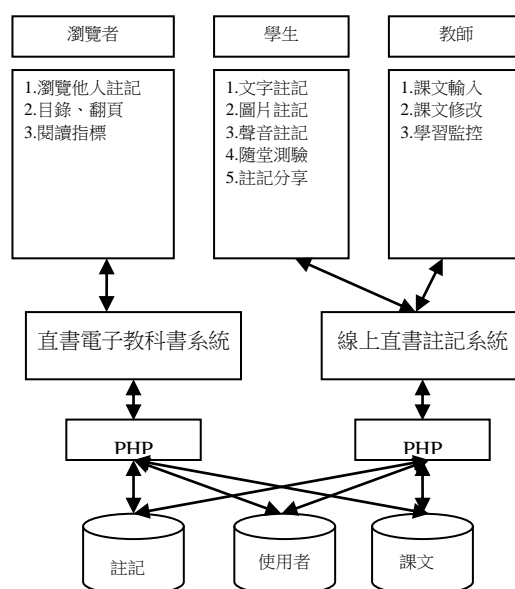 瀏覽者
學生
教師
1.瀏覽他人註記
2.目錄、翻頁
3.閱讀指標
1.文字註記
2.圖片註記
3.聲音註記
4.隨堂測驗
5.註記分享
1.課文輸入
2.課文修改
3.學習監控
直書電子教科書系統
線上直書註記系統
PHP
PHP
註記
使用者
課文